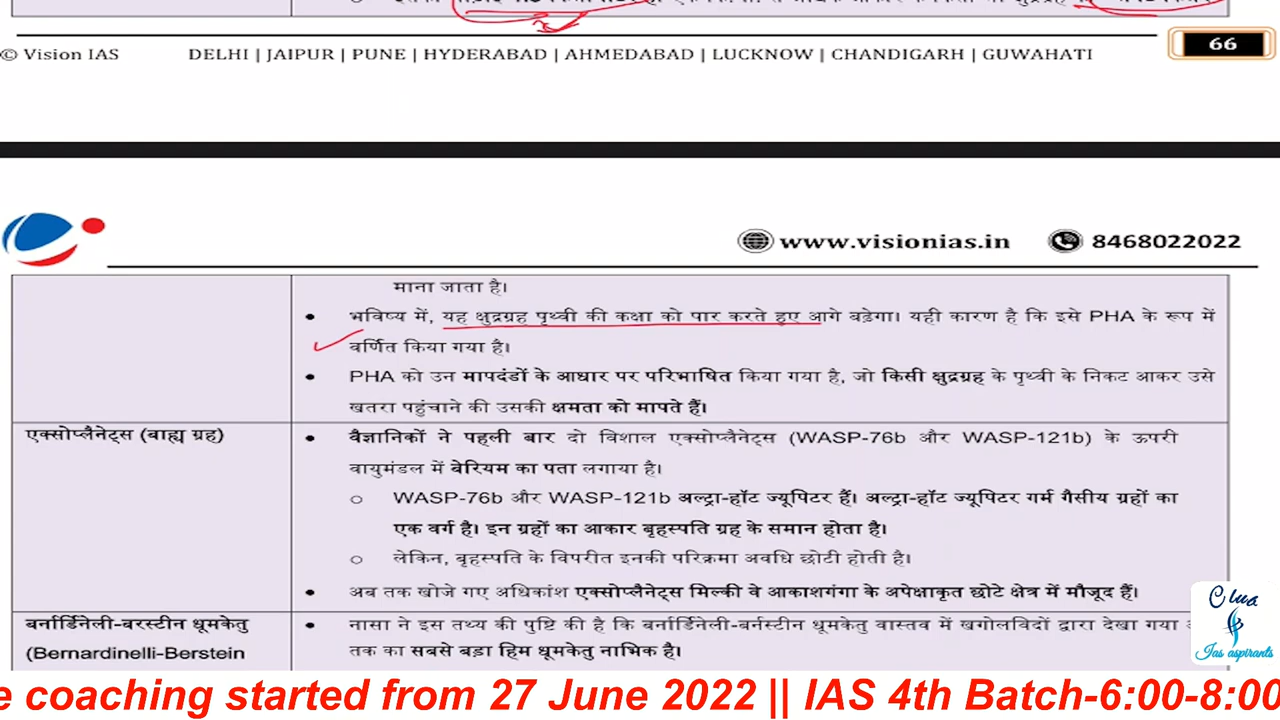 © Vision IAS
DELHI | JAIPUR | PUNE | HYDERABAD | AHMEDABAD | LUCKNOW | CHANDIGARH | GUWAHATI
66
www.visionias.in
8468022022
माना जाता है।
• भविष्य में, यह क्षुद्रग्रह पृथ्वी की कक्षा को पार करते हुए आगे बड़ेगा। यही कारण है कि इसे PHA के रूप में
वर्णित किया गया है।
• PHA को उन मापदंडों के आधार पर परिभाषित किया गया है, जो किसी क्षुद्रग्रह के पृथ्वी के निकट आकर उसे
खतरा पहुंचाने की उसकी क्षमता को मापते हैं।
एक्सोप्लैनेट्स (बाह्य ग्रह)
• वैज्ञानिकों ने पहली बार दो विशाल एक्सोप्लैनेट्स (WASP-76b और WASP-121b) के ऊपरी
वायुमंडल में बेरियम का पता लगाया है।
o WASP-76b और WASP-121b अल्ट्रा-हॉट ज्यूपिटर हैं। अल्ट्रा-हॉट ज्यूपिटर गर्म गैसीय ग्रहों का
एक वर्ग है। इन ग्रहों का आकार बृहस्पति ग्रह के समान होता है।
o लेकिन, बृहस्पति के विपरीत इनकी परिक्रमा अवधि छोटी होती है।
• अब तक खोजे गए अधिकांश एक्सोप्लैनेट्स मिल्की वे आकाशगंगा के अपेक्षाकृत छोटे क्षेत्र में मौजूद हैं।
बर्नार्डिनेली-बरस्टीन धूमकेतु
(Bernardinelli-Berstein
• नासा ने इस तथ्य की पुष्टि की है कि बर्नार्डिनेली-बर्नस्टीन धूमकेतु वास्तव में खगोलविदों द्वारा देखा गया
तक का सबसे बड़ा हिम धूमकेतु नाभिक है।
Ias aspirants
e coaching started from 27 June 2022 || IAS 4th Batch-6:00-8:00